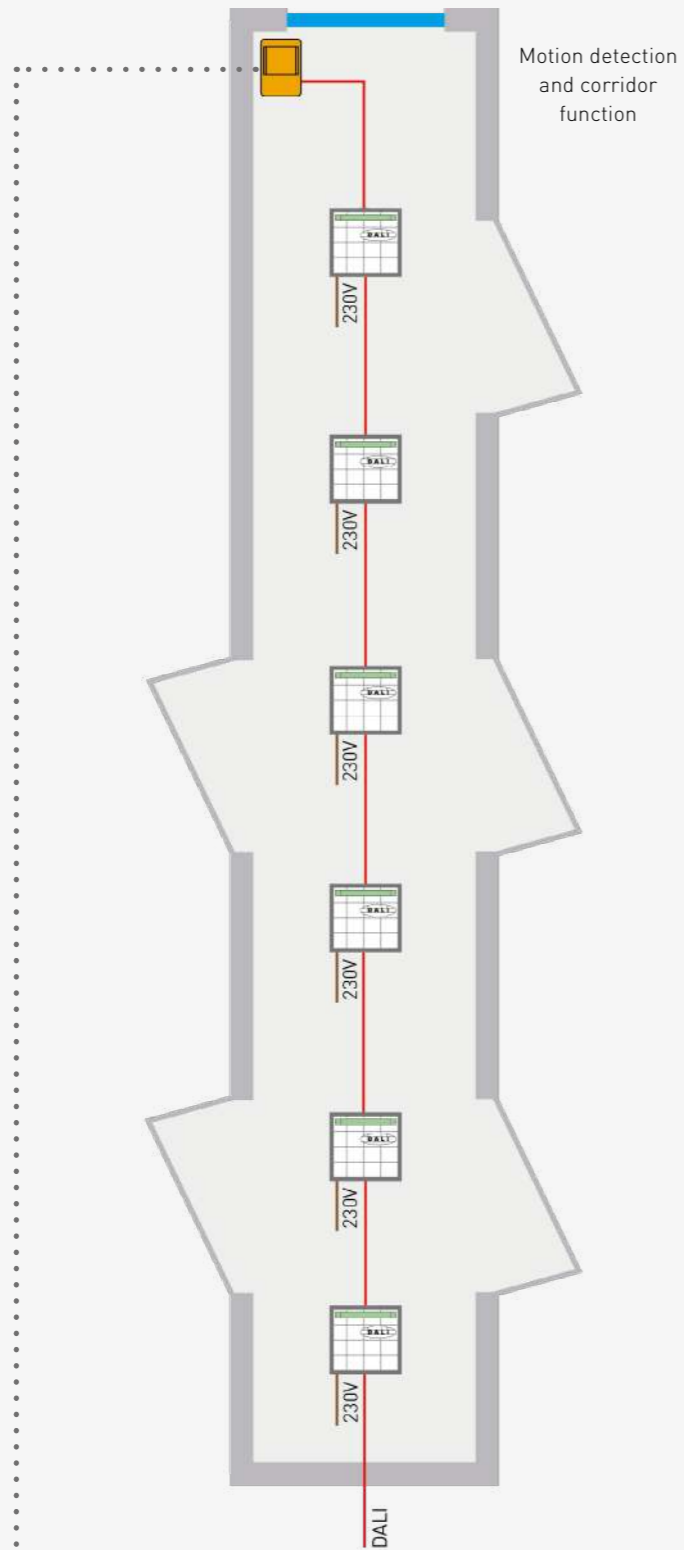 Motion detection
and corridor
function
DALI
230V
DALI
230V
DALI
230V
DALI
230V
DALI
230V
DALI
230V
DALI